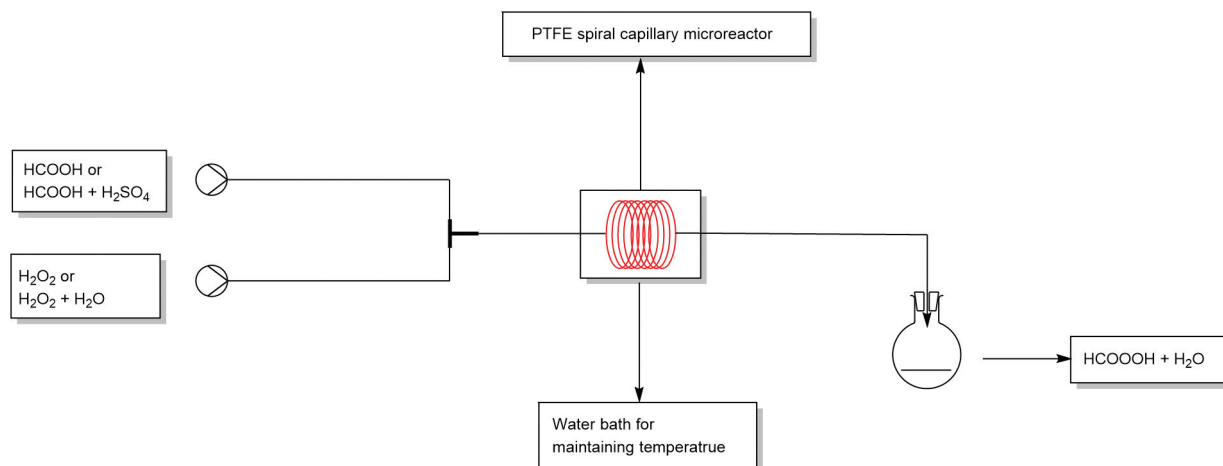 PTFE spiral capillary microreactor
HCOOH or
HCOOH + H₂SO₄
H₂O₂ or
H₂O₂ + H₂O
HCOOOH + H₂O
Water bath for
maintaining temperatrue